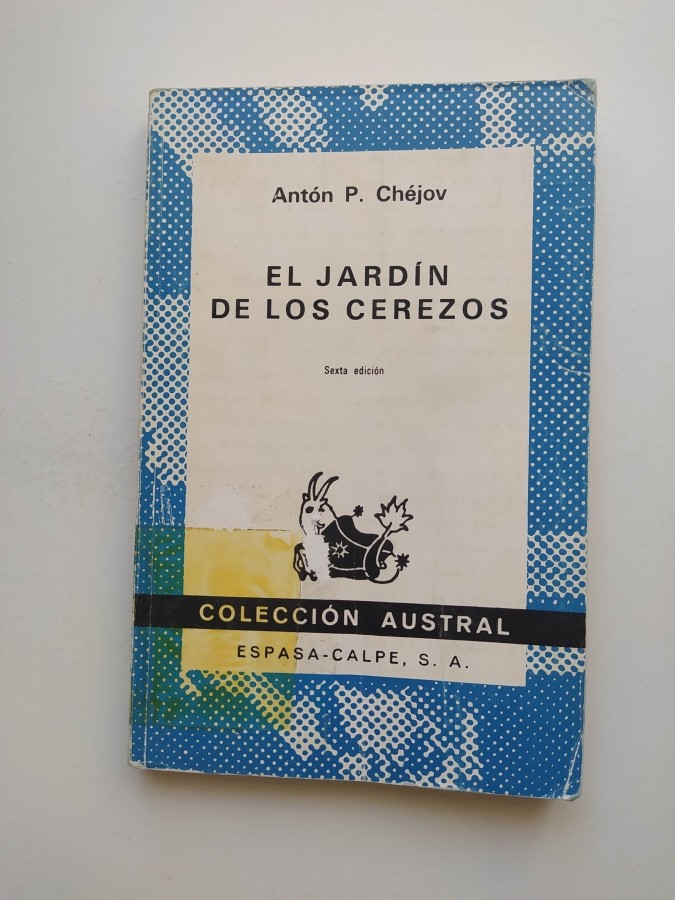 Antón P. Chéjov
EL JARDÍN
DE LOS CEREZOS
Sexta edición
COLECCIÓN AUSTRAL
ESPASA-CALPE, S. A.